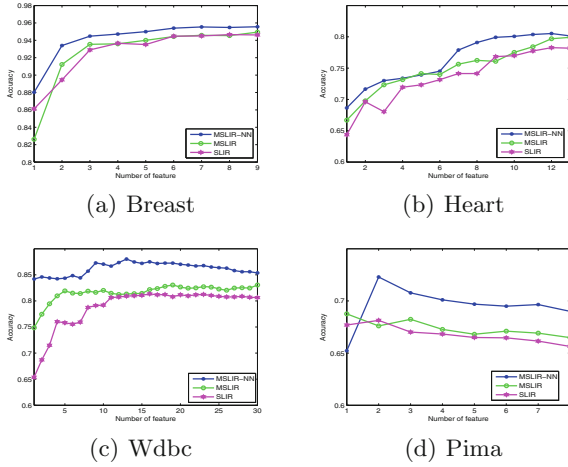 0.98
0.96
0.94
0.92
0.9
0.88
0.86
0.84
0.82
0.8
Accuracy
1 2 3 4 5 6 7 8 9
Number of feature
MSLIR-NN
MSLIR
SLIR
(a) Breast
0.8
0.7
0.65
0.6
Accuracy
2 4 6 8 10 12
Number of feature
MSLIR-NN
MSLIR
SLIR
(b) Heart
0.85
0.8
0.7
0.65
0.6
Accuracy
5 10 15 20 25 30
Number of feature
MSLIR-NN
MSLIR
SLIR
(c) Wdbc
0.7
0.65
0.6
Accuracy
1 2 3 4 5 6 7
Number of feature
MSLIR-NN
MSLIR
SLIR
(d) Pima